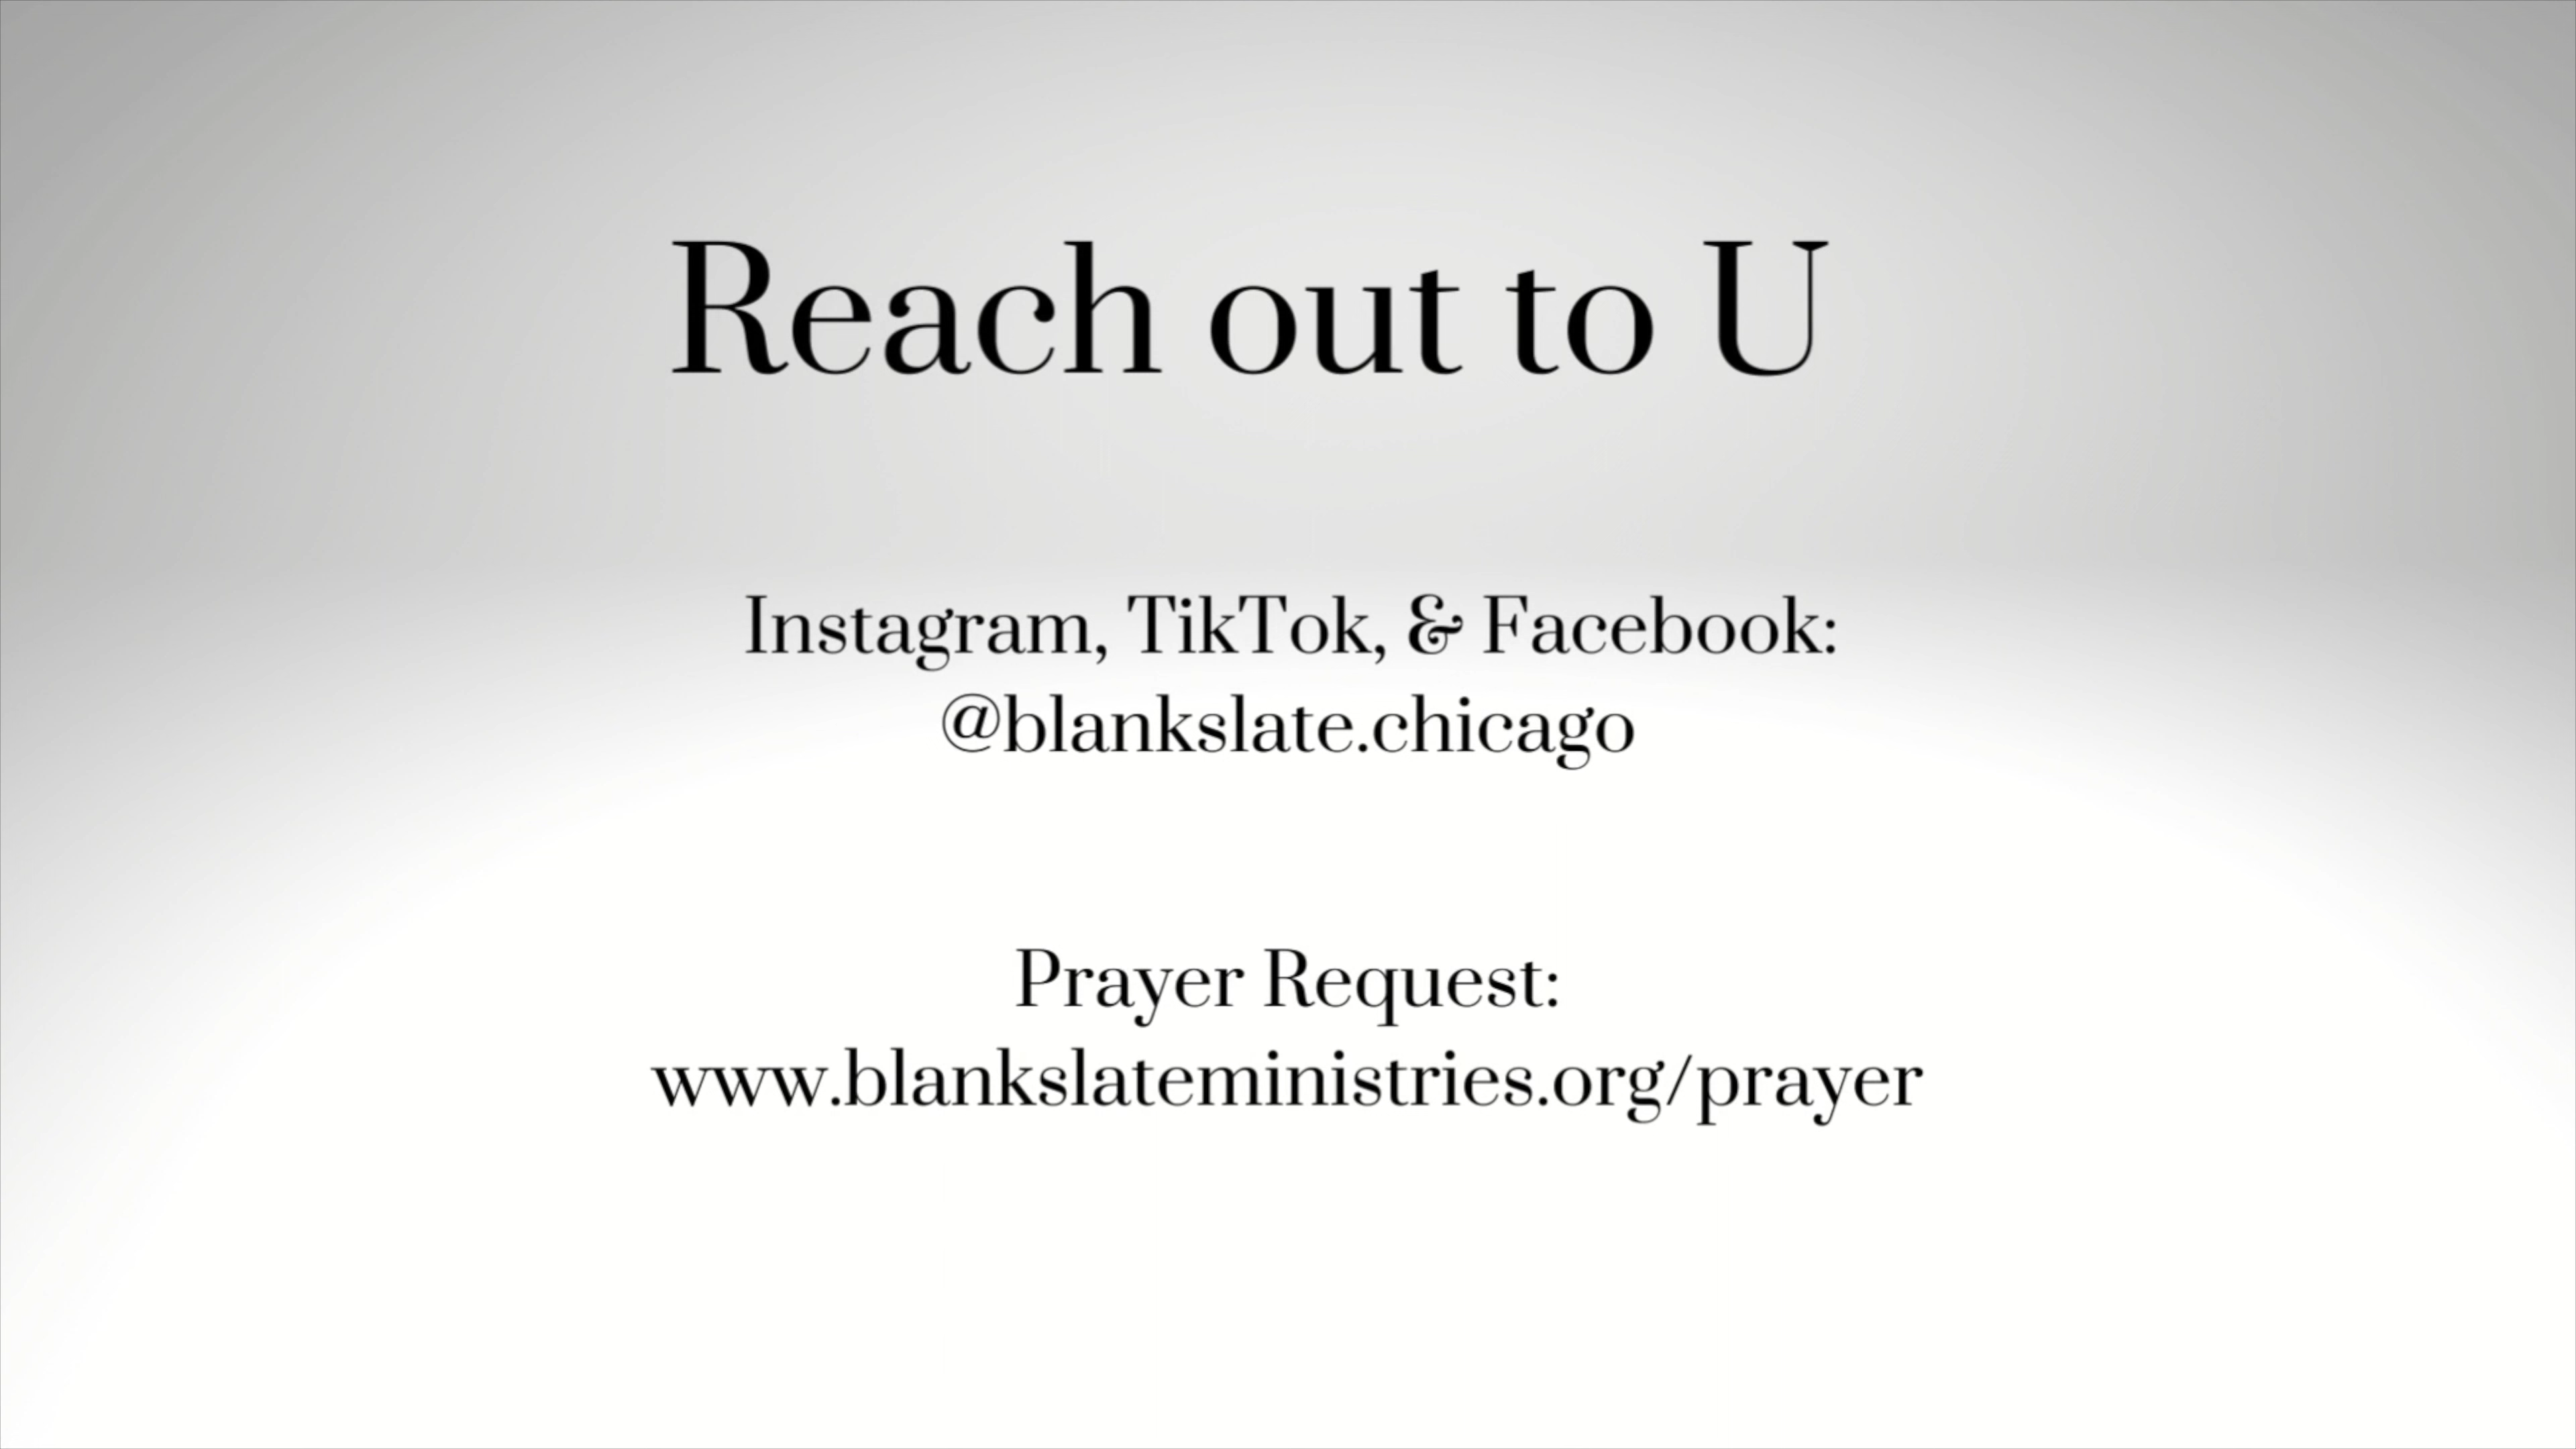 Reach out to U
Instagram, TikTok, & Facebook:
@blankslate.chicago
Prayer Request:
www.blankslateministries.org/prayer